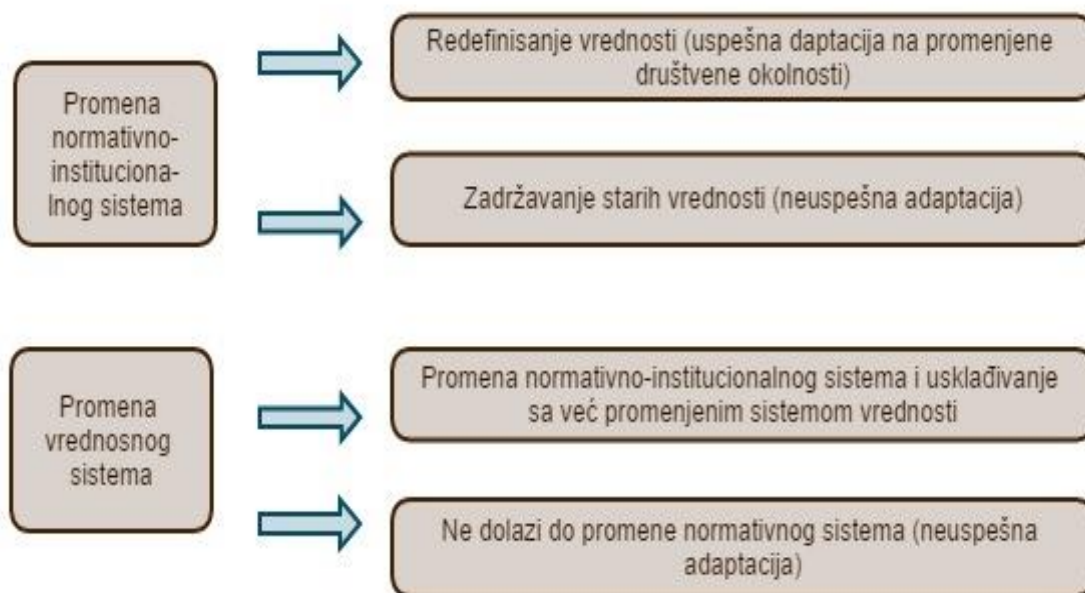 Promena
normativno-
instituciona-
lnog sistema
Redefinisanje vrednosti (uspešna daptacija na promenjene
društvene okolnosti)
Zadržavanje starih vrednosti (neuspešna adaptacija)
Promena
vrednosnog
sistema
Promena normativno-institucionalnog sistema i usklađivanje
sa već promenjenim sistemom vrednosti
Ne dolazi do promene normativnog sistema (neuspešna
adaptacija)